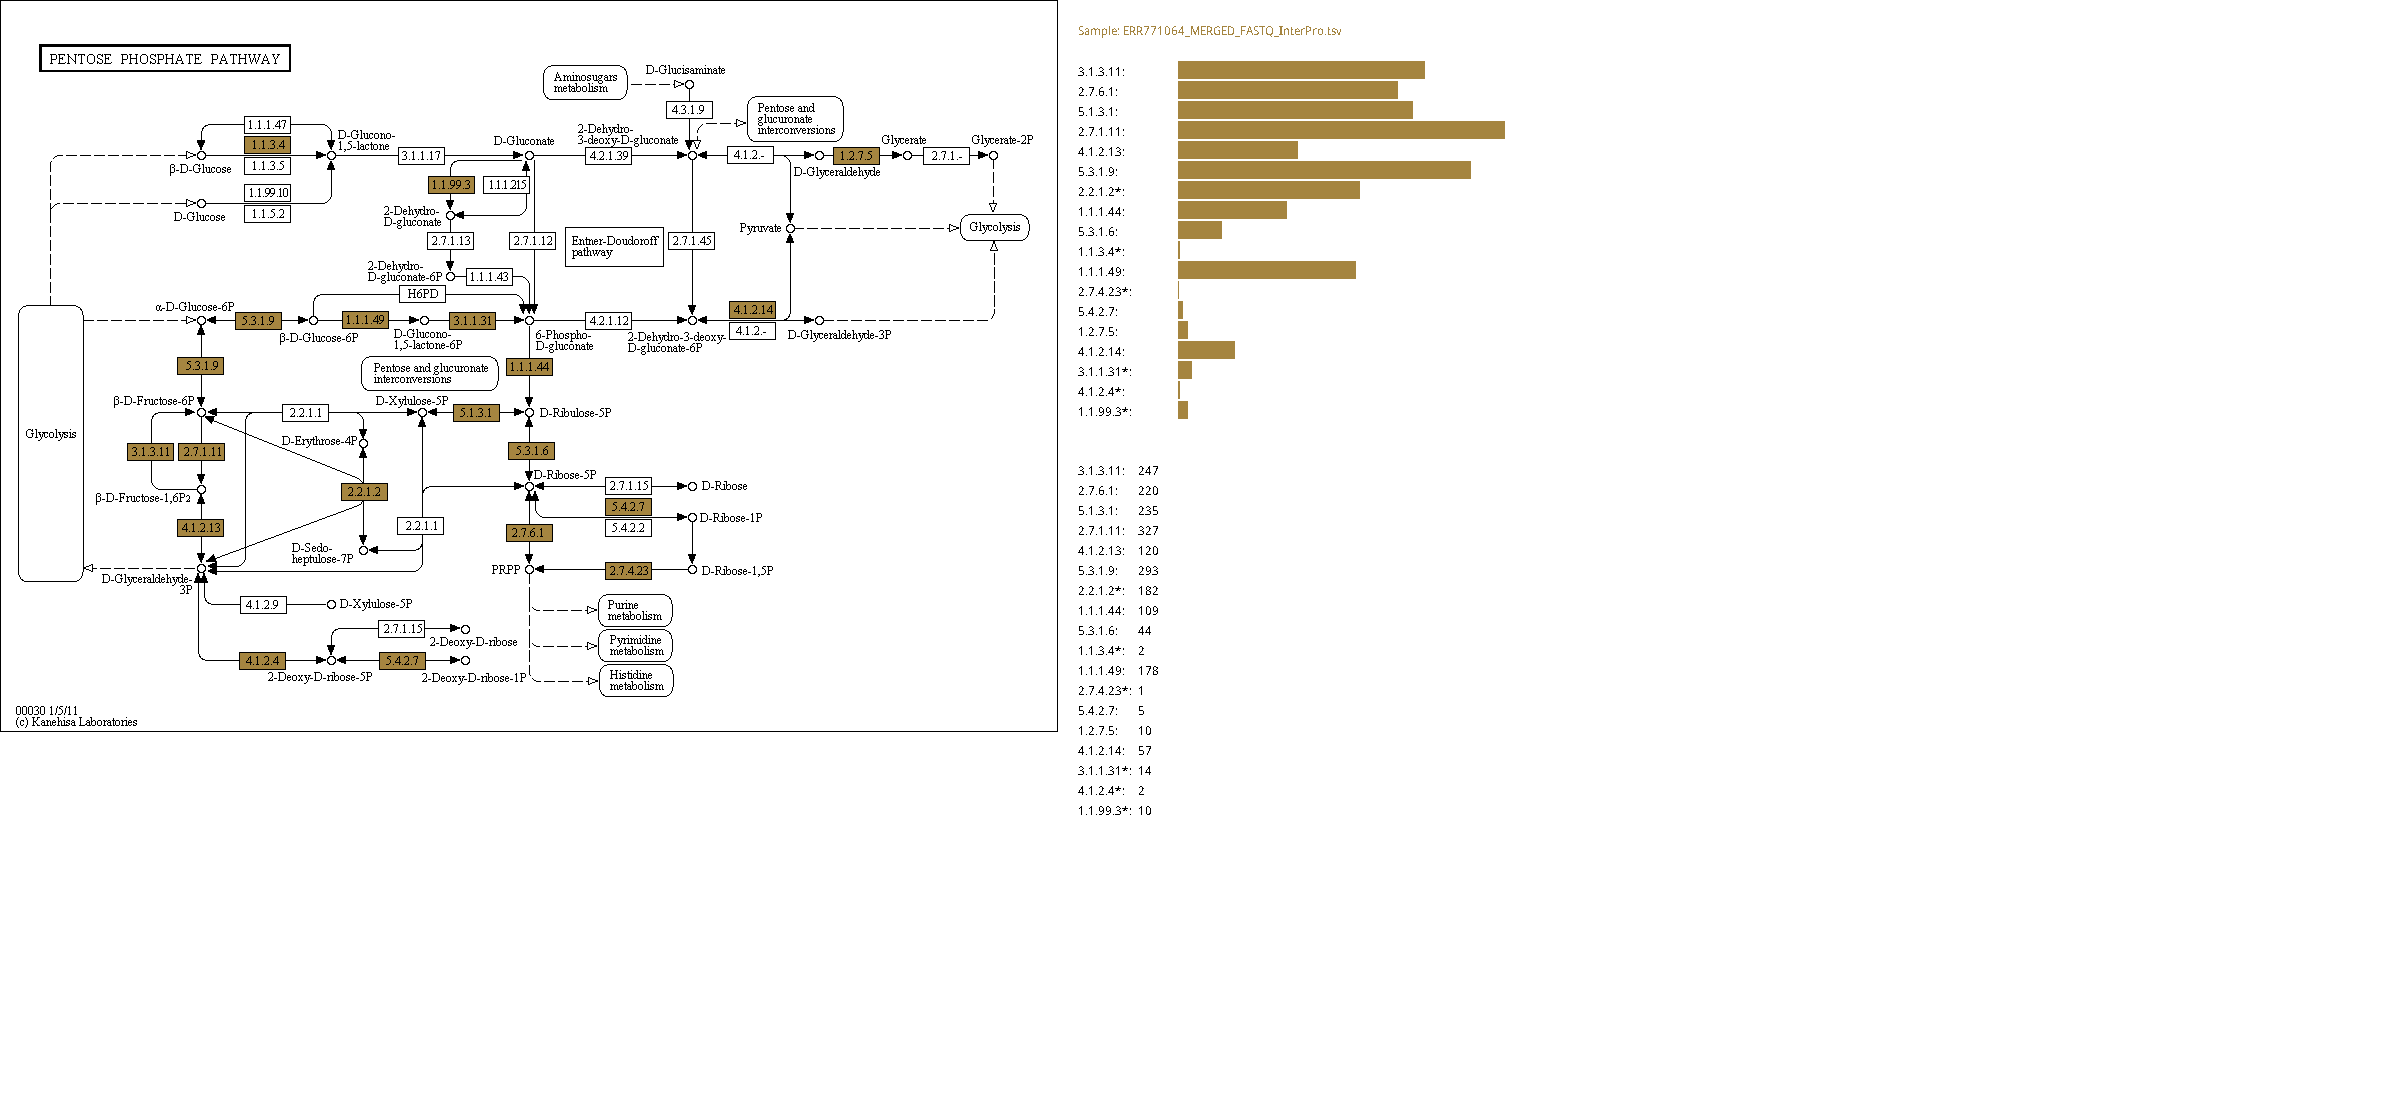 Sample: ERR771064_MERGED_FASTQ_InterPro.tsv
PENTOSE PHOSPHATE PATHWAY
Aminosugars
metabolism
D-Glucisaminate
4.3.1.9
Pentose and
glucuronate
interconversions
1.1.1.47
D-Glucono-
1,5-lactone
1.1.3.4
1.1.3.5
β-D-Glucose
3.1.1.17
D-Gluconate
2-Dehydro-
3-deoxy-D-gluconate
4.2.1.39
4.1.2.-
D-Glyceraldehyde
1.2.7.5
Glycerate
2.7.1.-
Glycerate-2P
1.1.99.10
1.1.5.2
D-Glucose
1.1.99.3
1.1.1.215
2-Dehydro-
D-gluconate
2.7.1.13
2.7.1.12
Entner-Doudoroff
pathway
2.7.1.45
Pyruvate
Glycolysis
2-Dehydro-
D-gluconate-6P
1.1.1.43
H6PD
α-D-Glucose-6P
5.3.1.9
β-D-Glucose-6P
1.1.1.49
D-Glucono-
1,5-lactone-6P
3.1.1.31
6-Phospho-
D-gluconate
4.2.1.12
2-Dehydro-3-deoxy-
D-gluconate-6P
4.1.2.14
4.1.2.-
D-Glyceraldehyde-3P
5.3.1.9
Pentose and glucuronate
interconversions
1.1.1.44
β-D-Fructose-6P
2.2.1.1
D-Xylulose-5P
5.1.3.1
D-Ribulose-5P
Glycolysis
D-Erythrose-4P
3.1.3.11
2.7.1.11
5.3.1.6
D-Ribose-5P
β-D-Fructose-1,6P2
2.2.1.2
2.7.1.15
D-Ribose
5.4.2.7
5.4.2.2
D-Ribose-1P
4.1.2.13
2.2.1.1
2.7.6.1
D-Sedo-
heptulose-7P
D-Glyceraldehyde-
3P
PRPP
2.7.4.23
D-Ribose-1,5P
4.1.2.9
D-Xylulose-5P
Purine
metabolism
2.7.1.15
2-Deoxy-D-ribose
Pyrimidine
metabolism
4.1.2.4
2-Deoxy-D-ribose-5P
5.4.2.7
2-Deoxy-D-ribose-1P
Histidine
metabolism
00030 1/5/11
(c) Kanehisa Laboratories
3.1.3.11:
2.7.6.1:
5.1.3.1:
2.7.1.11:
4.1.2.13:
5.3.1.9:
2.2.1.2*:
1.1.1.44:
5.3.1.6:
1.1.3.4*:
1.1.1.49:
2.7.4.23*:
5.4.2.7:
1.2.7.5:
4.1.2.14:
3.1.1.31*:
4.1.2.4*:
1.1.99.3*:
3.1.3.11: 247
2.7.6.1: 220
5.1.3.1: 235
2.7.1.11: 327
4.1.2.13: 120
5.3.1.9: 293
2.2.1.2*: 182
1.1.1.44: 109
5.3.1.6: 44
1.1.3.4*: 2
1.1.1.49: 178
2.7.4.23*: 1
5.4.2.7: 5
1.2.7.5: 10
4.1.2.14: 57
3.1.1.31*: 14
4.1.2.4*: 2
1.1.99.3*: 10